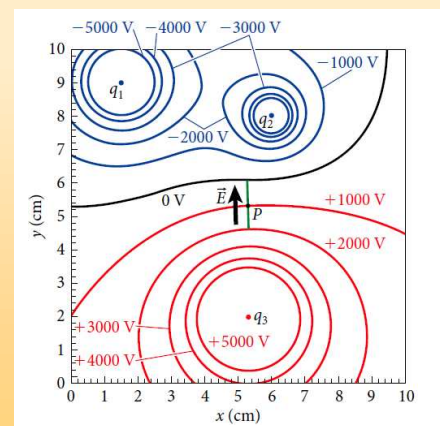 −5000 V −4000 V −3000 V
−1000 V
q1
q2
−2000 V
0 V
E
P
+1000 V
+2000 V
q3
+3000 V
+5000 V
+4000 V
y (cm)
10
9
8
7
6
5
4
3
2
1
0
0 1 2 3 4 5 6 7 8 9 10
x (cm)